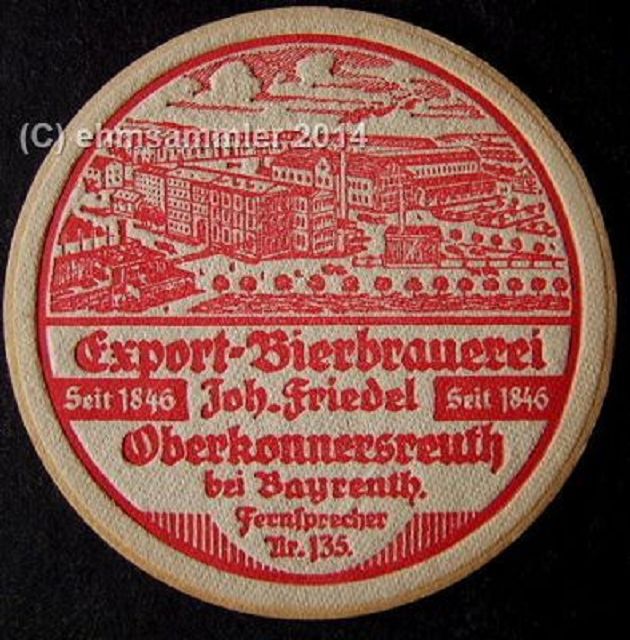 (C) ehmsammler 2014
Export-Bierbrauerei
Seit 1846 Joh. Friedel Seit 1846
Oberkonnersreuth
bei Bayreuth.
Fernsprecher
Nr. 135.